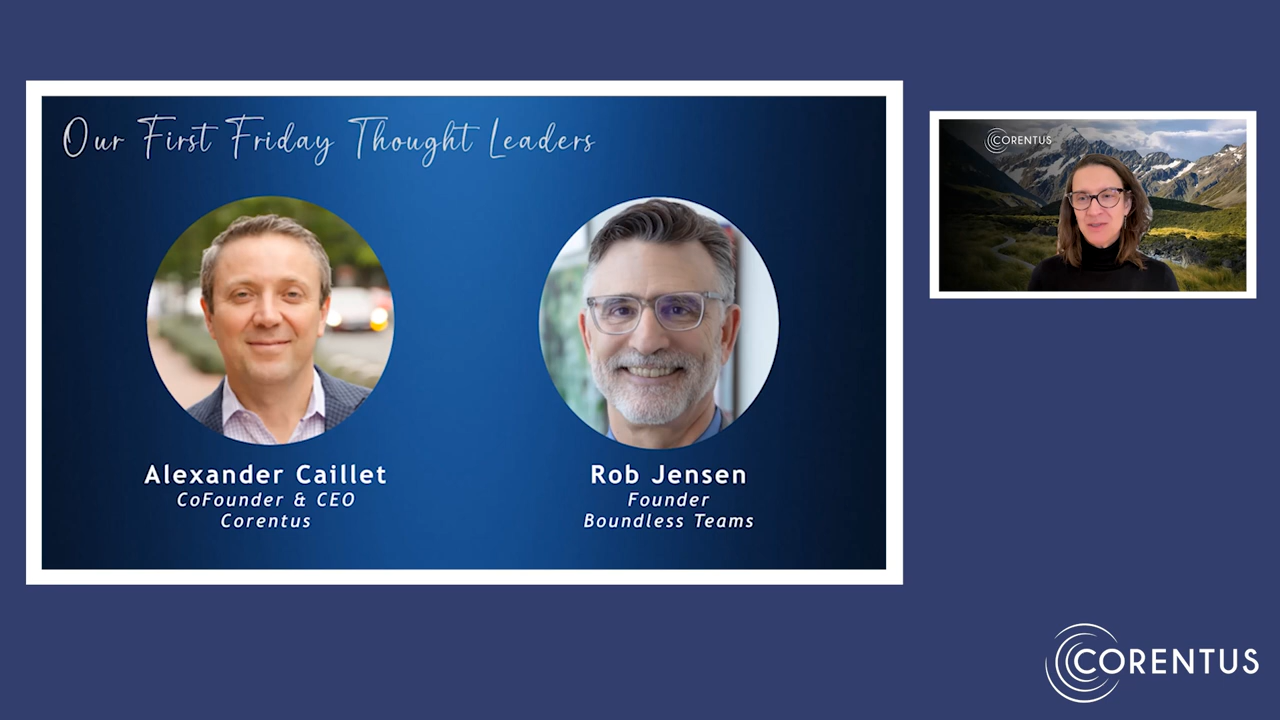 Our First Friday Thought Leaders
Alexander Caillet
CoFounder & CEO
Corentus
Rob Jensen
Founder
Boundless Teams
CORENTUS
CORENTUS